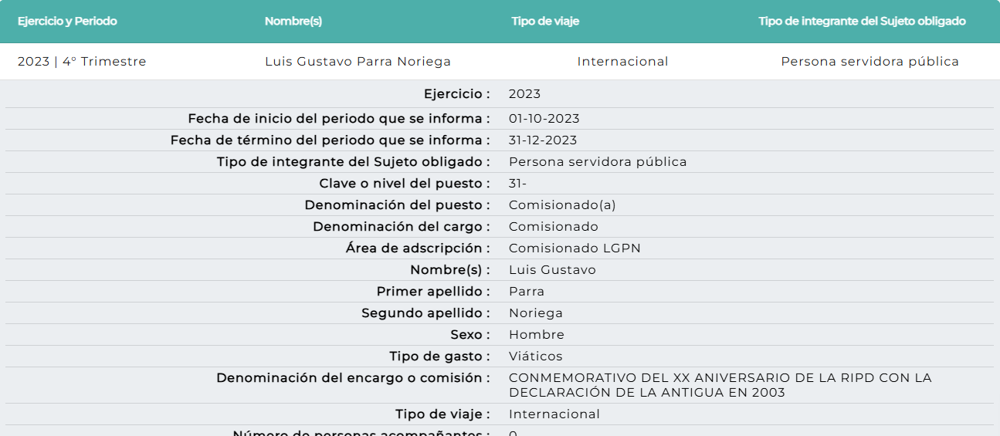 Ejercicio y Periodo Nombre(s) Tipo de viaje Tipo de integrante del Sujeto obligado
2023 | 4° Trimestre Luis Gustavo Parra Noriega Internacional Persona servidora pública
Ejercicio : 2023
Fecha de inicio del periodo que se informa : 01-10-2023
Fecha de término del periodo que se informa : 31-12-2023
Tipo de integrante del Sujeto obligado : Persona servidora pública
Clave o nivel del puesto : 31-
Denominación del puesto : Comisionado(a)
Denominación del cargo : Comisionado
Área de adscripción : Comisionado LGPN
Nombre(s) : Luis Gustavo
Primer apellido : Parra
Segundo apellido : Noriega
Sexo : Hombre
Tipo de gasto : Viáticos
Denominación del encargo o comisión : CONMEMORATIVO DEL XX ANIVERSARIO DE LA RIPD CON LA
DECLARACIÓN DE LA ANTIGUA EN 2003
Tipo de viaje : Internacional
Número de personas acompañantes : 0